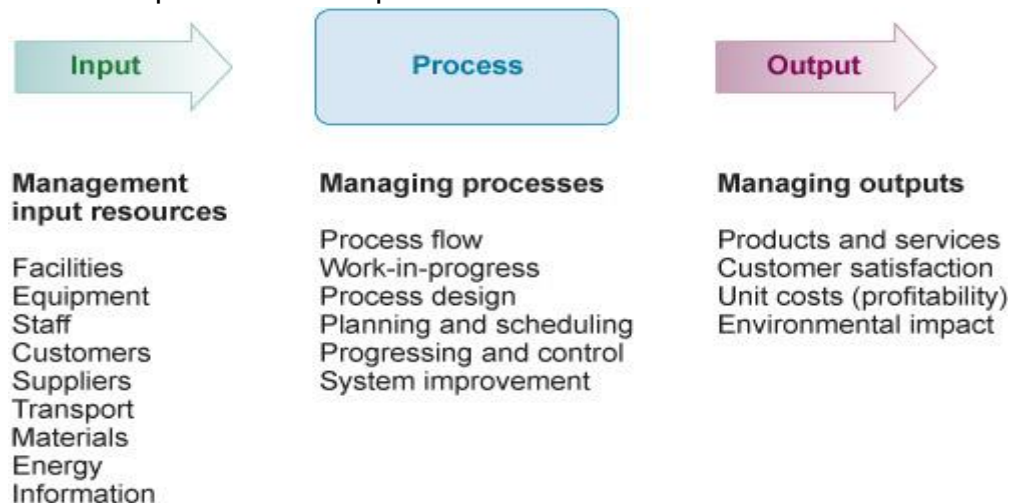 Input
Process
Output
Management
input resources
Facilities
Equipment
Staff
Customers
Suppliers
Transport
Materials
Energy
Information
Managing processes
Process flow
Work-in-progress
Process design
Planning and scheduling
Progressing and control
System improvement
Managing outputs
Products and services
Customer satisfaction
Unit costs (profitability)
Environmental impact